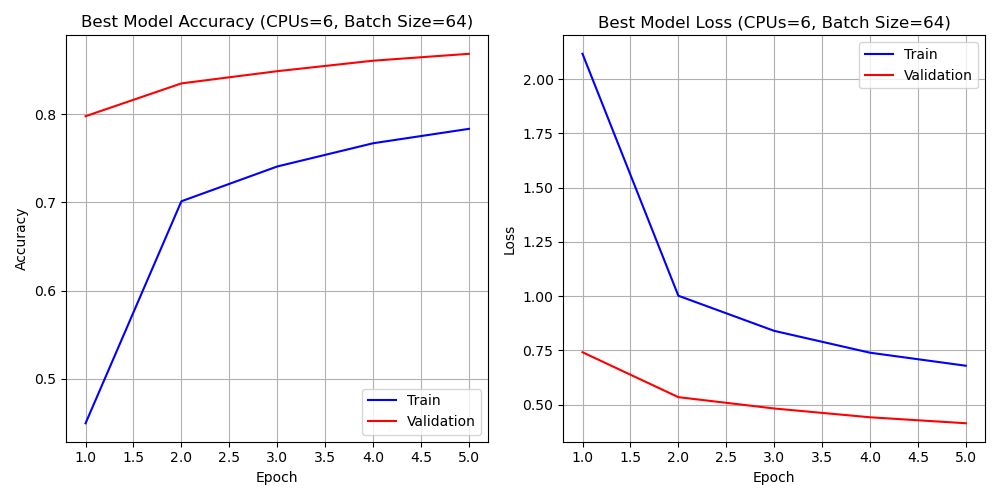 Best Model Accuracy (CPUs=6, Batch Size=64)
0.8
0.7
0.6
0.5
Accuracy
1.0 1.5 2.0 2.5 3.0 3.5 4.0 4.5 5.0
Epoch
Train
Validation
Best Model Loss (CPUs=6, Batch Size=64)
2.00
1.75
1.50
1.25
1.00
0.75
0.50
Loss
1.0 1.5 2.0 2.5 3.0 3.5 4.0 4.5 5.0
Epoch
Train
Validation